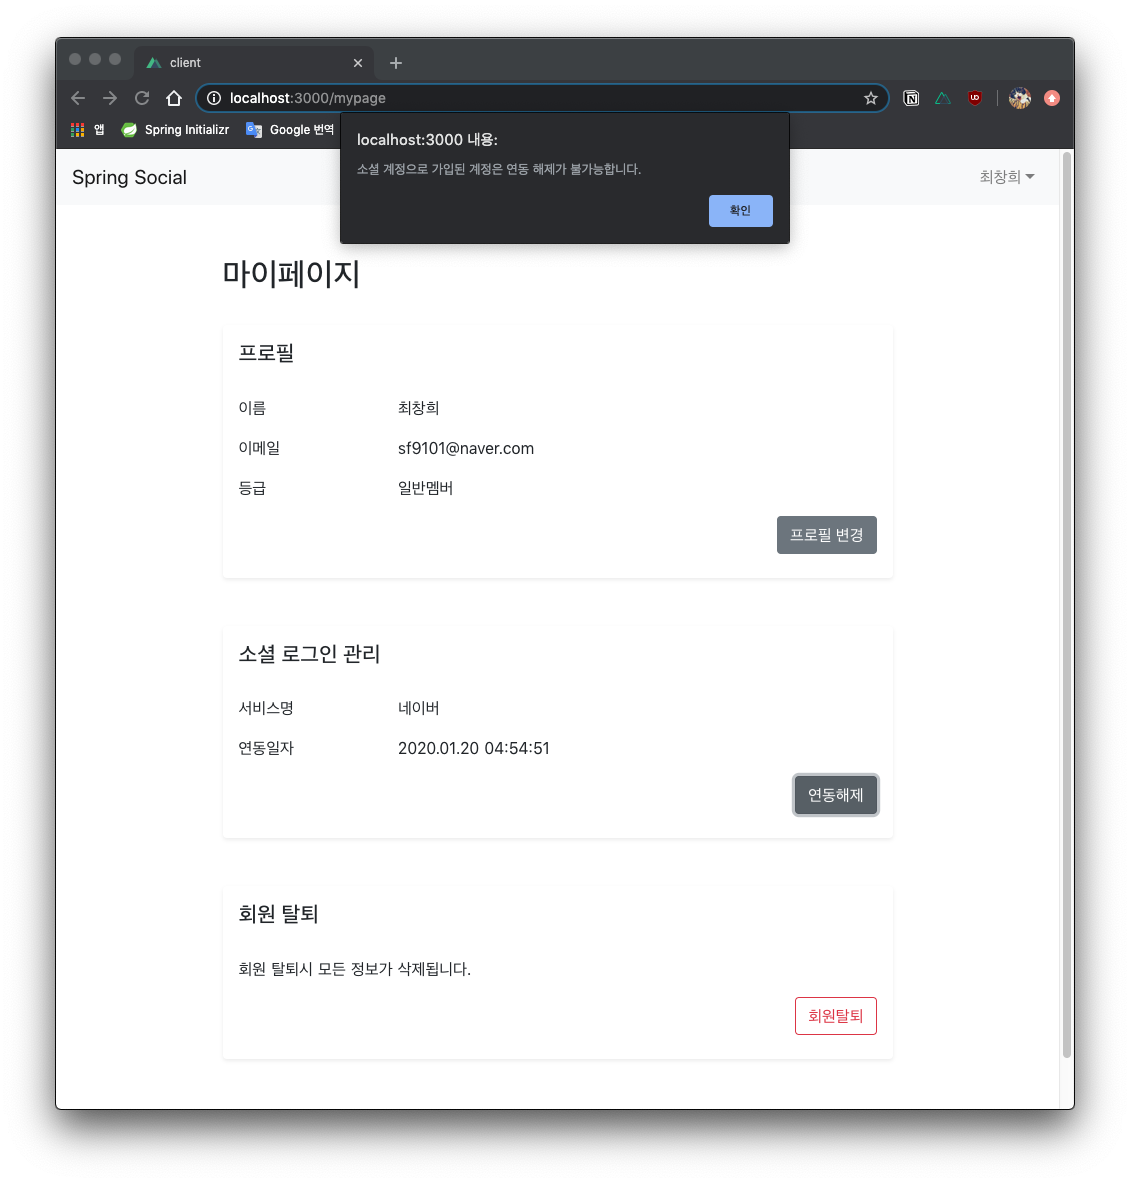 client
localhost:3000/mypage
앱 Spring Initializr Google 번역
localhost:3000 내용:
소셜 계정으로 가입된 계정은 연동 해제가 불가능합니다.
확인
Spring Social 최창희
마이페이지
프로필
이름 최창희
이메일 sf9101@naver.com
등급 일반멤버
프로필 변경
소셜 로그인 관리
서비스명 네이버
연동일자 2020.01.20 04:54:51
연동해제
회원 탈퇴
회원 탈퇴시 모든 정보가 삭제됩니다.
회원탈퇴